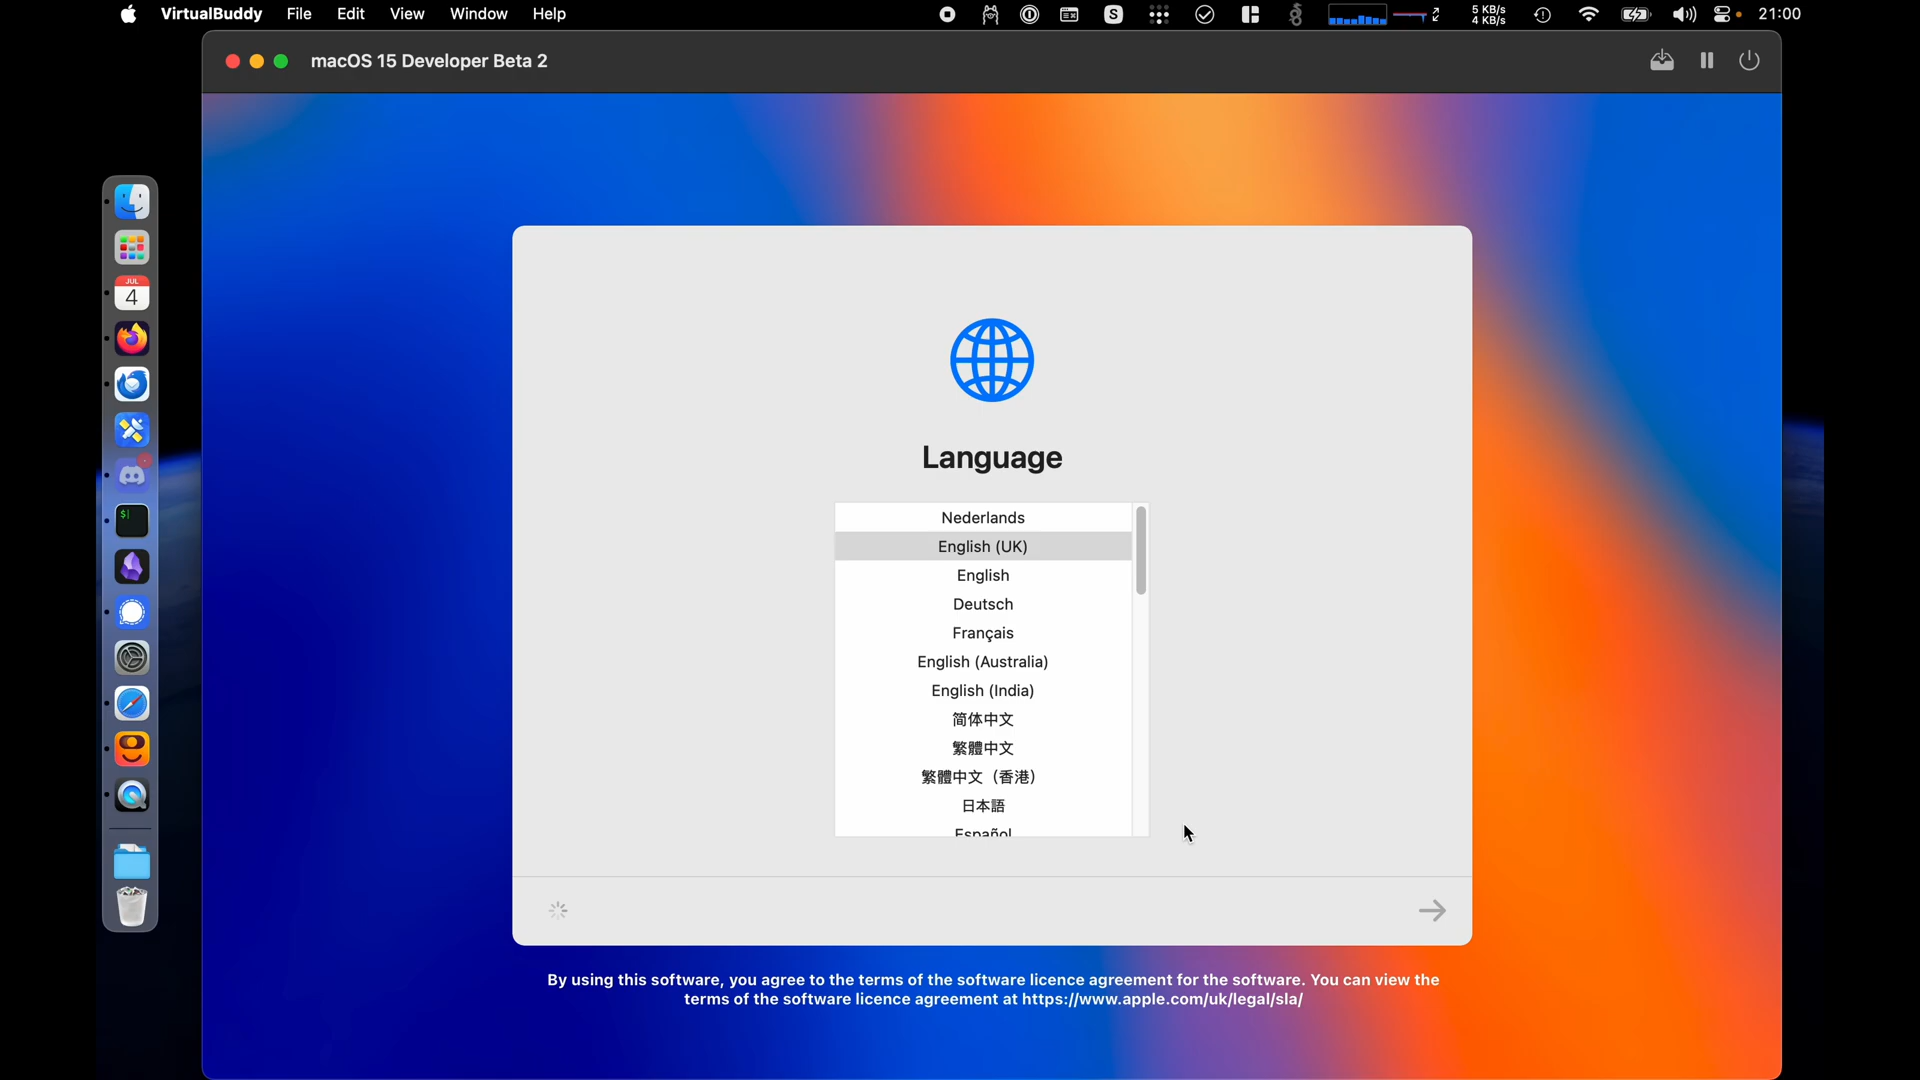 VirtualBuddy File Edit View Window Help
5 KB/s
4 KB/s
21:00
macOS 15 Developer Beta 2
JUL
4
$|
S
Language
Nederlands
English (UK)
English
Deutsch
Français
English (Australia)
English (India)
简体中文
繁體中文
繁體中文（香港）
日本語
Español
By using this software, you agree to the terms of the software licence agreement for the software. You can view the
terms of the software licence agreement at https://www.apple.com/uk/legal/sla/